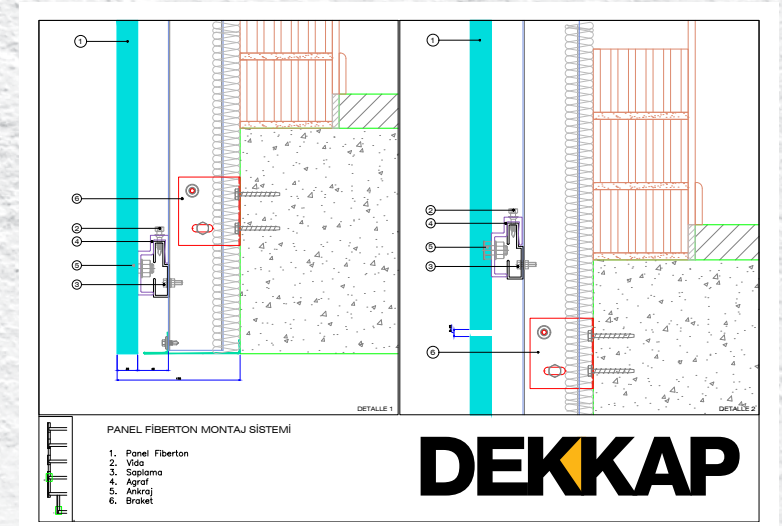 1
6
2
4
5
3
DETALLE 1
1
2
4
5
3
6
DETALLE 2
PANEL FİBERTON MONTAJ SİSTEMİ
1. Panel Fiberton
2. Vida
3. Saplama
4. Agraf
5. Ankraj
6. Braket
DEKKAP